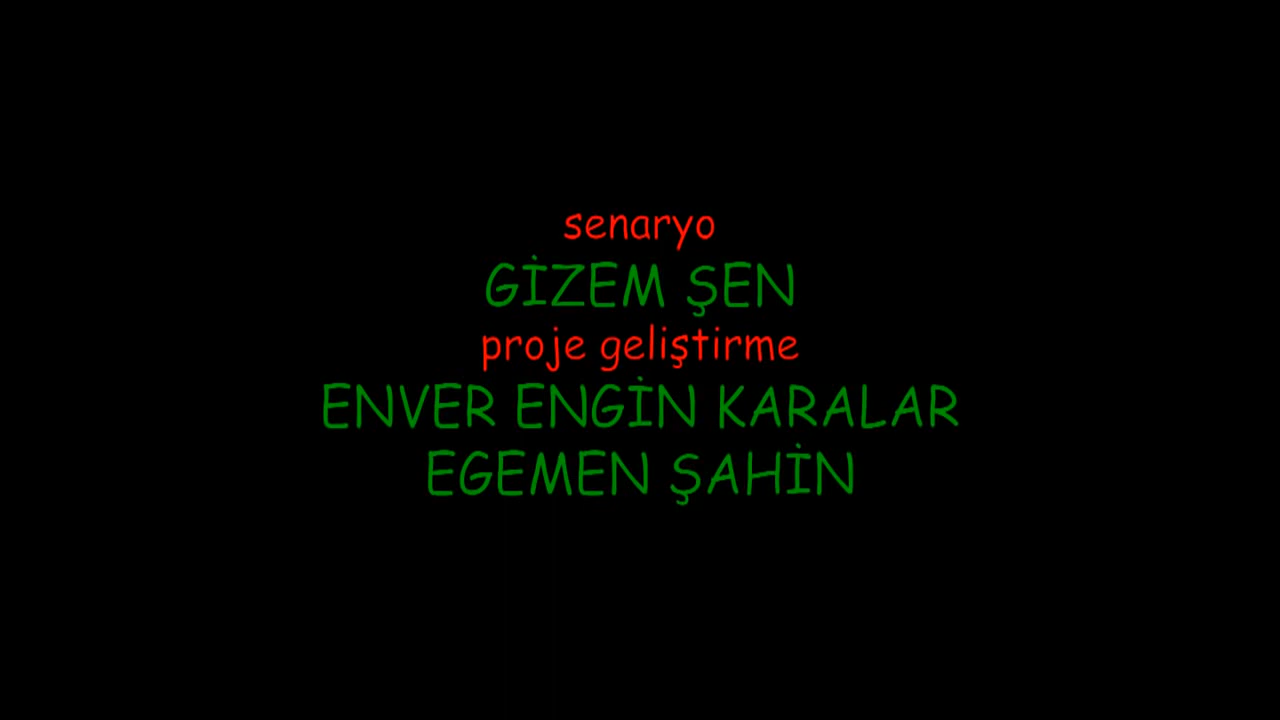 senaryo
GİZEM ŞEN
proje geliştirme
ENVER ENGİN KARALAR
EGEMEN ŞAHİN